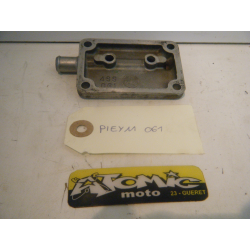 PIEYM 061
ATOMIC
moto
23 - GUERET